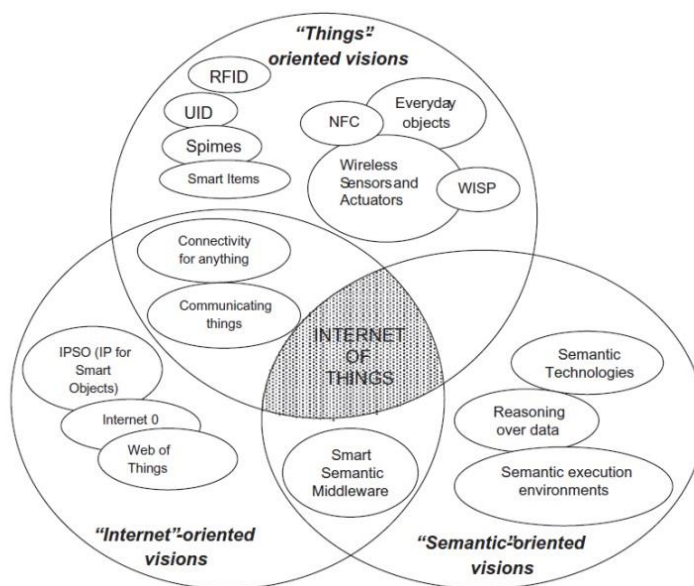 “Things”-
oriented visions
RFID
UID
Spimes
Smart Items
NFC
Everyday
objects
Wireless
Sensors and
Actuators
WISP
Connectivity
for anything
Communicating
things
INTERNET
OF
THINGS
IPSO (IP for
Smart
Objects)
Internet 0
Web of
Things
Semantic
Technologies
Reasoning
over data
Semantic execution
environments
Smart
Semantic
Middleware
“Internet”-oriented
visions
“Semantic”-oriented
visions